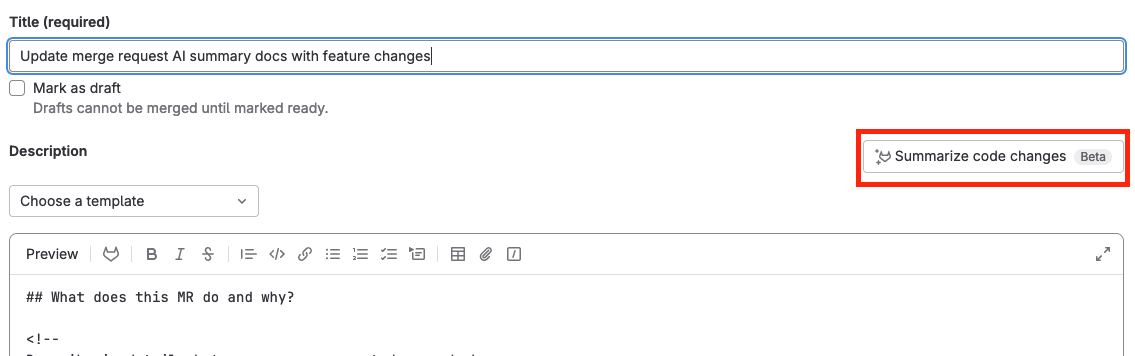 Title (required)
Update merge request AI summary docs with feature changes
Mark as draft
Drafts cannot be merged until marked ready.
Description
Summarize code changes Beta
Choose a template
Preview
## What does this MR do and why?
<!--